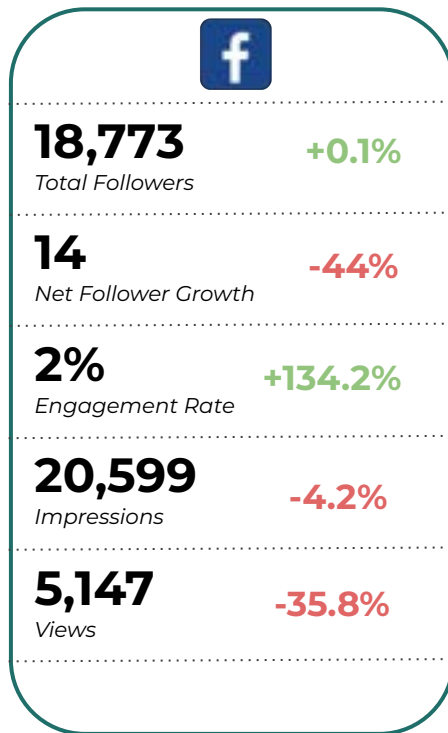 f
18,773
+0.1%
Total Followers
14
-44%
Net Follower Growth
2%
+134.2%
Engagement Rate
20,599
-4.2%
Impressions
5,147
-35.8%
Views